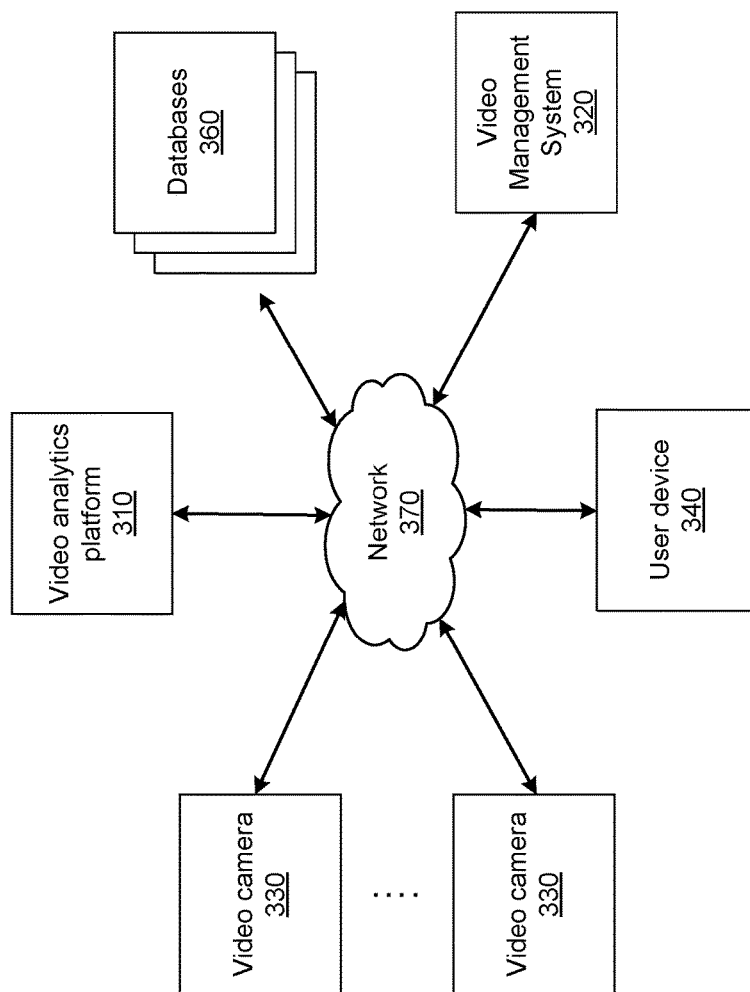 Databases
360
Video
Management
System
320
Video analytics
platform
310
Network
370
User device
340
Video camera
330
....
Video camera
330